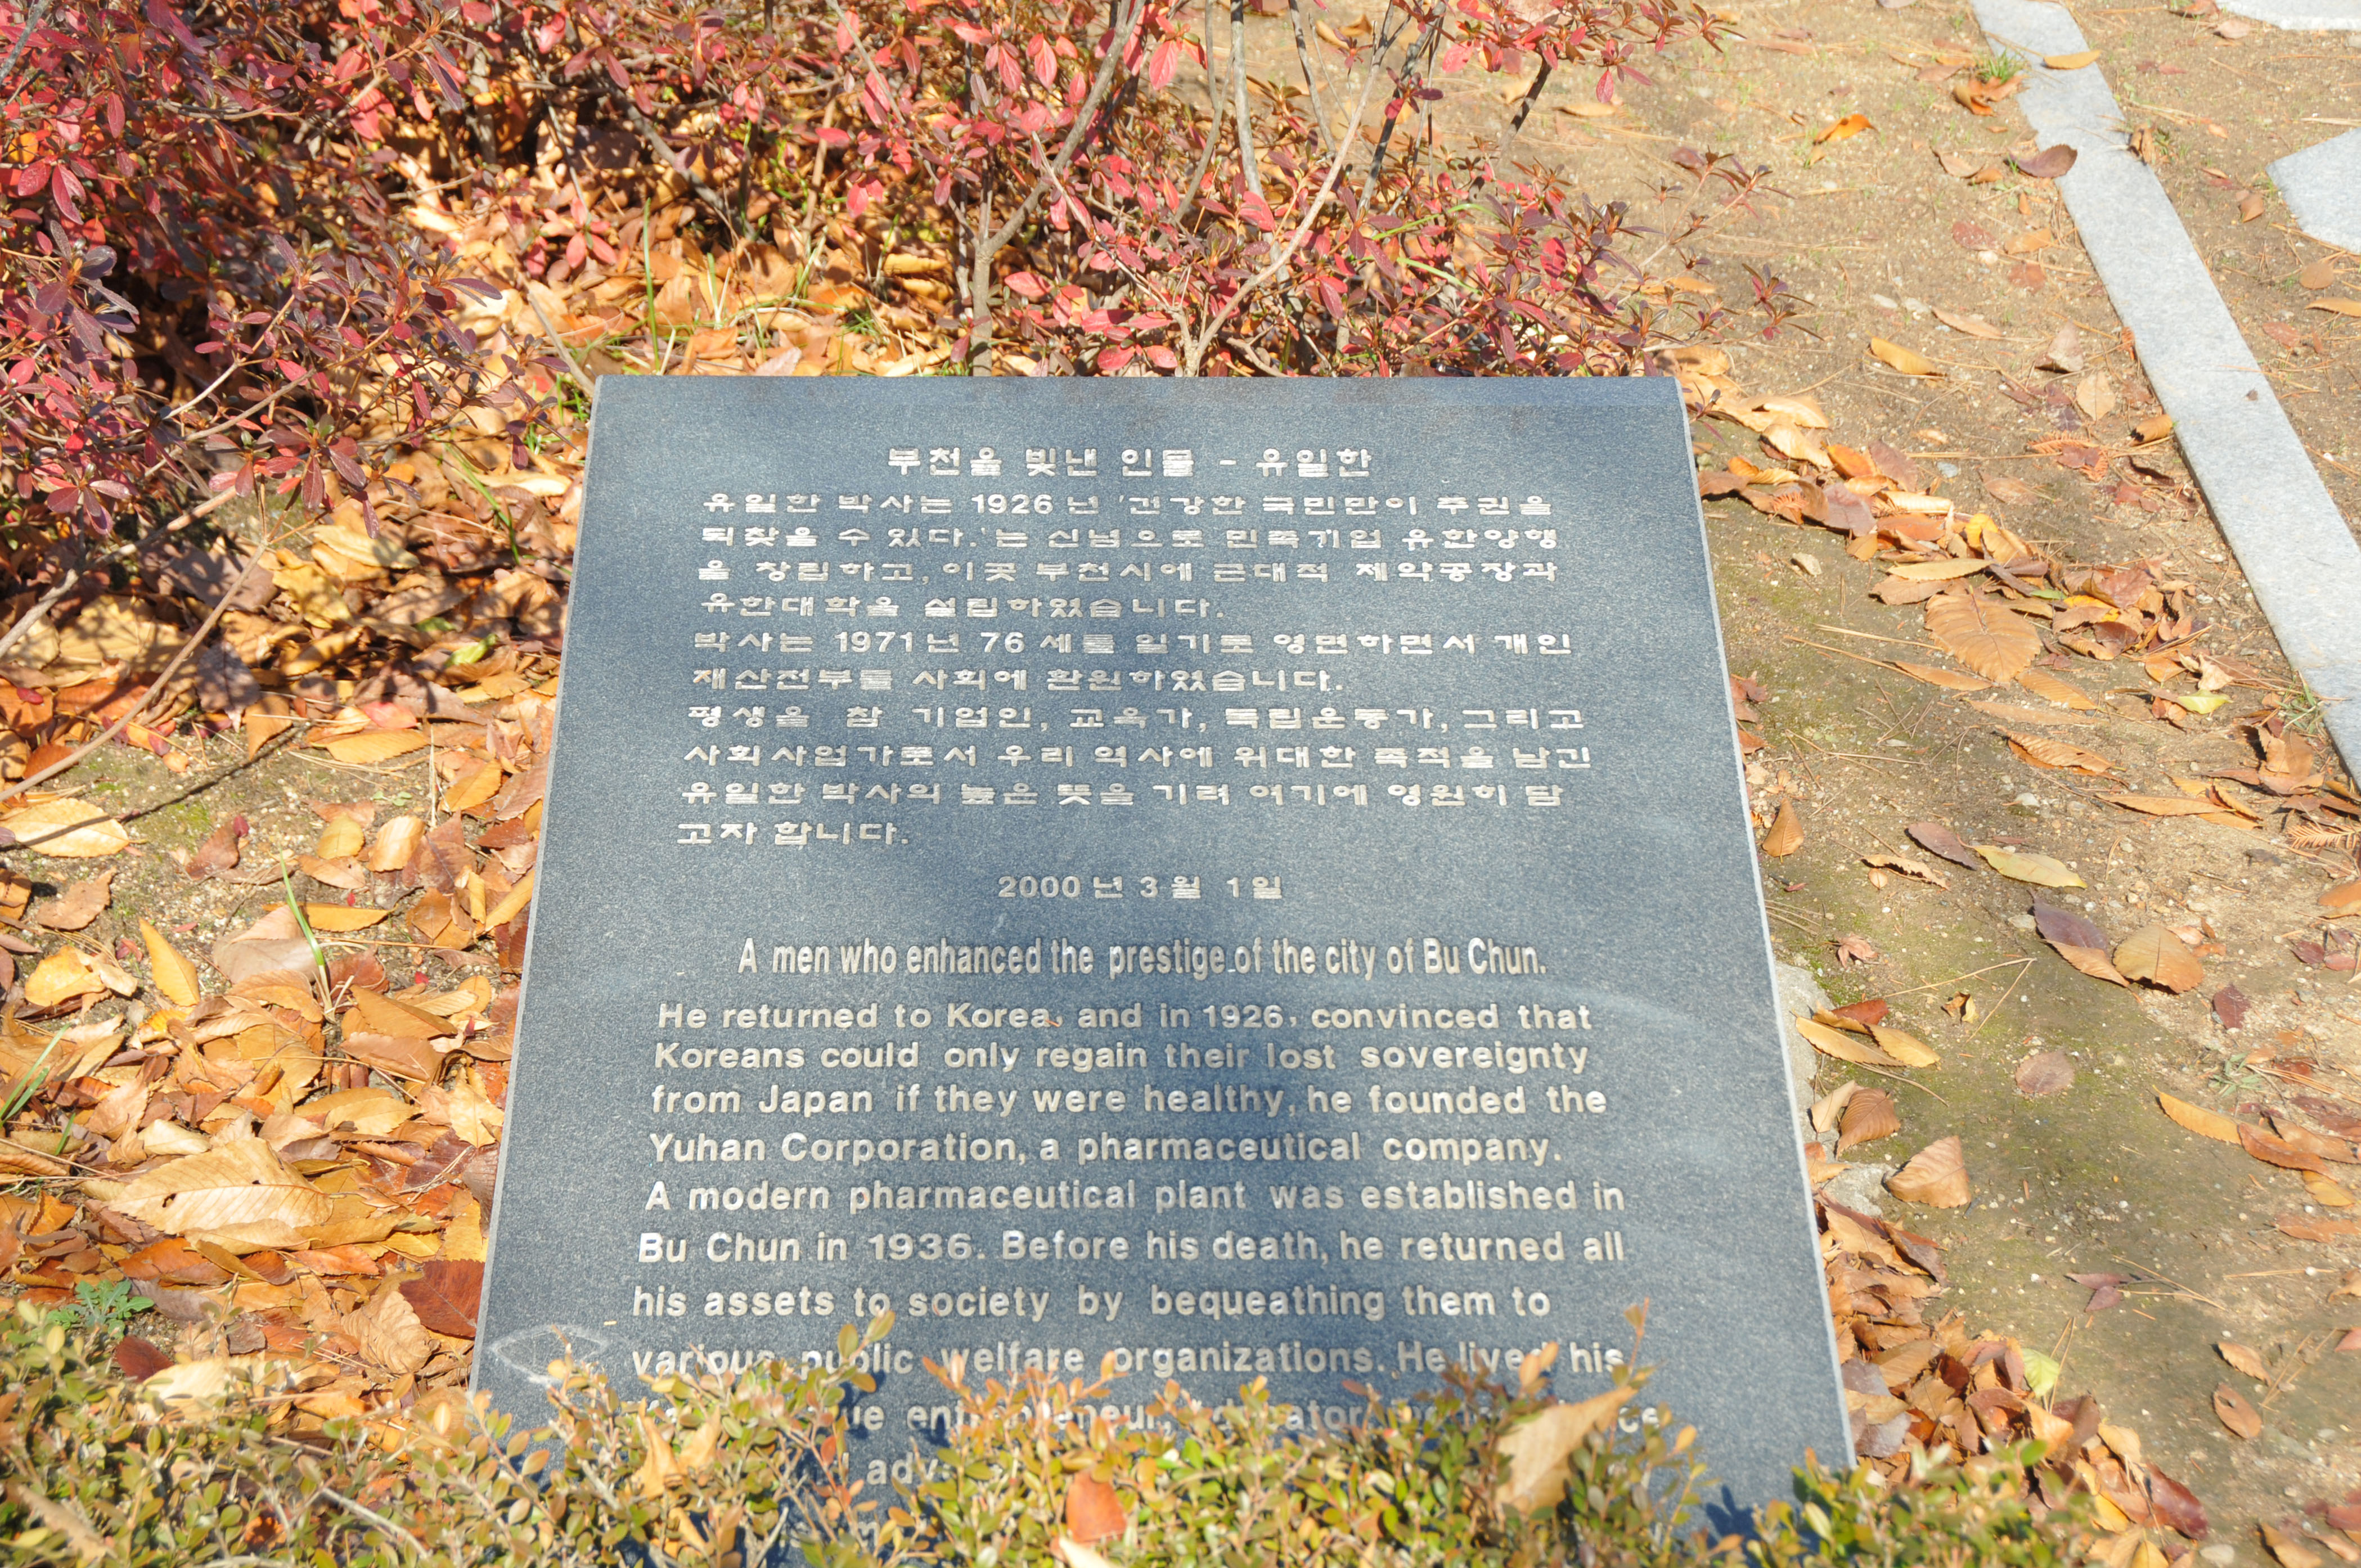 부천을 빛낸 인물 - 유일한
유일한 박사는 1926년 '건강한 국민만이 주권을
되찾을 수 있다.'는 신념으로 민족기업 유한양행
을 창립하고, 이곳 부천시에 근대적 제약공장과
유한대학을 설립하였습니다.
박사는 1971년 76세를 일기로 영면하면서 개인
재산전부를 사회에 환원하였습니다.
평생을 참 기업인, 교육가, 독립운동가, 그리고
사회사업가로서 우리 역사에 위대한 족적을 남긴
유일한 박사의 높은 뜻을 기려 여기에 영원히 담
고자 합니다.
2000년 3월 1일
A men who enhanced the prestige of the city of Bu Chun.
He returned to Korea, and in 1926, convinced that
Koreans could only regain their lost sovereignty
from Japan if they were healthy, he founded the
Yuhan Corporation, a pharmaceutical company.
A modern pharmaceutical plant was established in
Bu Chun in 1936. Before his death, he returned all
his assets to society by bequeathing them to
various public welfare organizations. He lived his
entrepreneur,